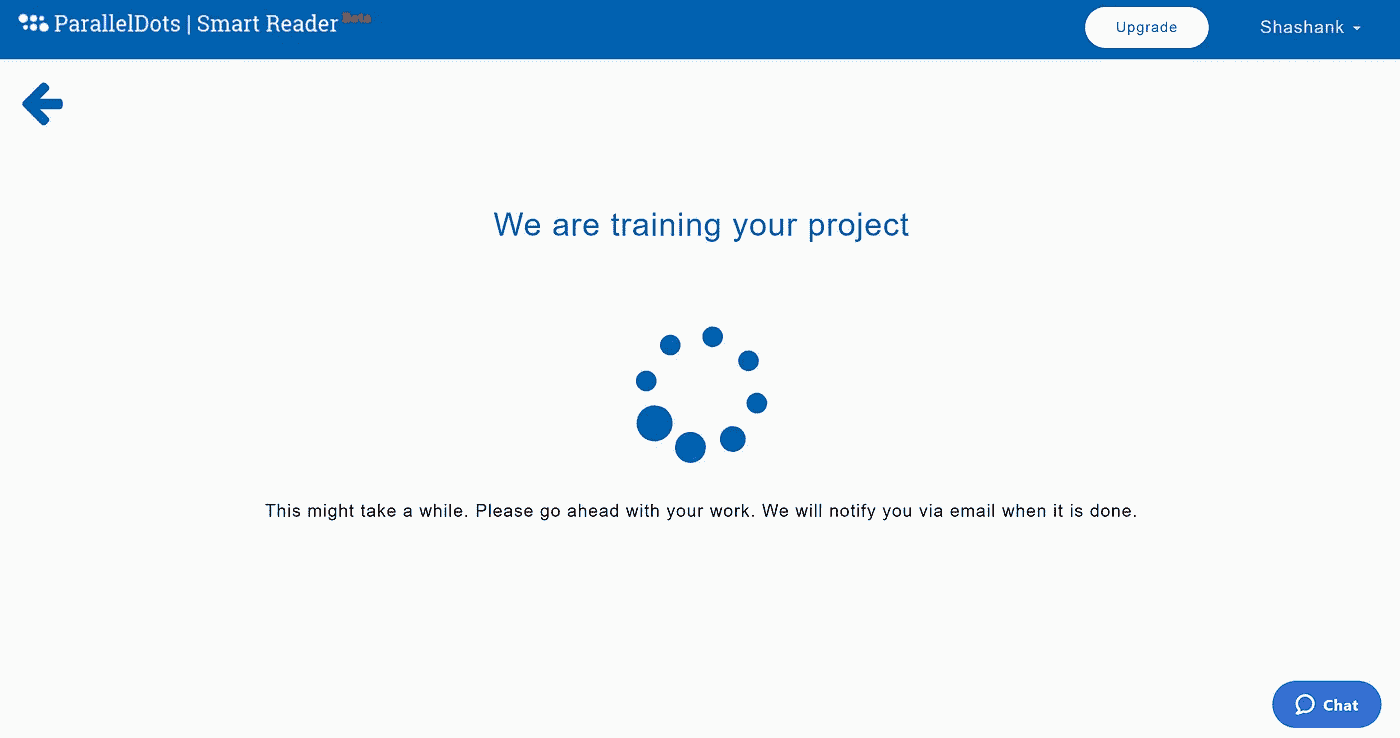 ParallelDots | Smart Reader Beta
Upgrade
Shashank
We are training your project
This might take a while. Please go ahead with your work. We will notify you via email when it is done.
Chat